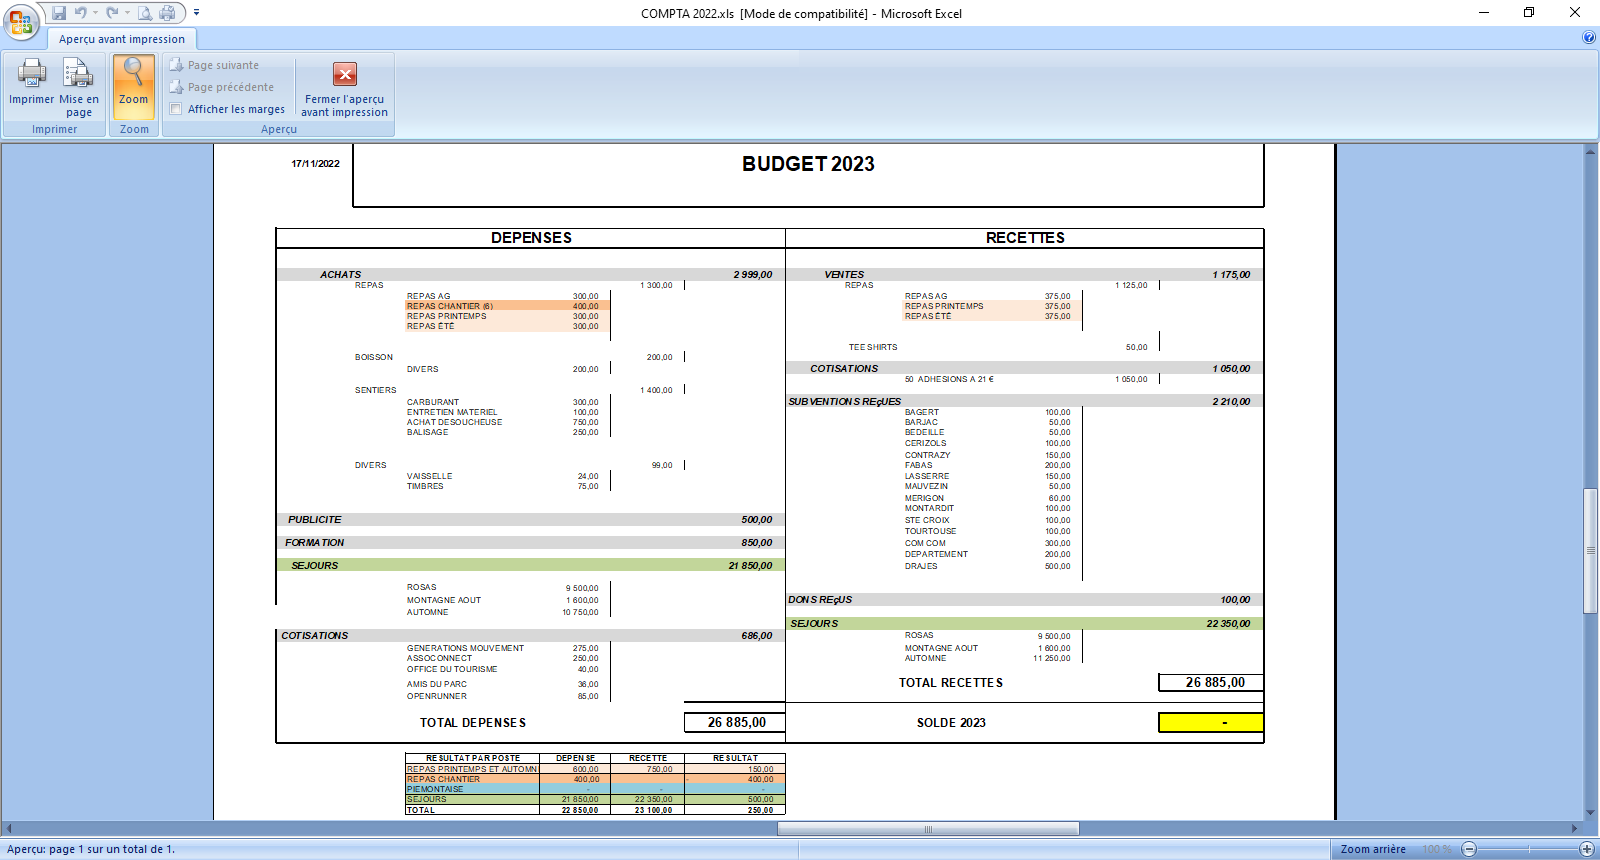 COMPTA 2022.xls [Mode de compatibilité] - Microsoft Excel
Aperçu avant impression
Imprimer
Mise en page
Zoom
Page suivante
Page précédente
Afficher les marges
Fermer l'aperçu avant impression
Imprimer
Zoom
Aperçu
17/11/2022
BUDGET 2023
DEPENSES
ACHATS 2 999,00
REPAS 1 300,00
REPAS AG 300,00
REPAS CHANTIER (6) 400,00
REPAS PRINTEMPS 300,00
REPAS ÉTÉ 300,00
BOISSON 200,00
DIVERS 200,00
SENTIERS 1 400,00
CARBURANT 300,00
ENTRETIEN MATERIEL 100,00
ACHAT DESOUCHEUSE 750,00
BALISAGE 250,00
DIVERS 99,00
VAISSELLE 24,00
TIMBRES 75,00
PUBLICITE 500,00
FORMATION 850,00
SEJOURS 21 850,00
ROSAS 9 500,00
MONTAGNE AOUT 1 600,00
AUTOMNE 10 750,00
COTISATIONS 686,00
GENERATIONS MOUVEMENT 275,00
ASSOCONNECT 250,00
OFFICE DU TOURISME 40,00
AMIS DU PARC 36,00
OPENRUNNER 85,00
TOTAL DEPENSES 26 885,00
RECETTES
VENTES 1 175,00
REPAS 1 125,00
REPAS AG 375,00
REPAS PRINTEMPS 375,00
REPAS ÉTÉ 375,00
TEE SHIRTS 50,00
COTISATIONS 1 050,00
50 ADHESIONS A 21 € 1 050,00
SUBVENTIONS REçUES 2 210,00
BAGERT 100,00
BARJAC 50,00
BEDEILLE 50,00
CERIZOLS 100,00
CONTRAZY 150,00
FABAS 200,00
LASSERRE 150,00
MAUVEZIN 50,00
MERIGON 60,00
MONTARDIT 100,00
STE CROIX 100,00
TOURTOUSE 100,00
COM COM 300,00
DEPARTEMENT 200,00
DRAJES 500,00
DONS REçUS 100,00
SEJOURS 22 350,00
ROSAS 9 500,00
MONTAGNE AOUT 1 600,00
AUTOMNE 11 250,00
TOTAL RECETTES 26 885,00
SOLDE 2023 -
RESULTAT PAR POSTE DEPENSE RECETTE RESULTAT
REPAS PRINTEMPS ET AUTOMN 600,00 750,00 150,00
REPAS CHANTIER 400,00 - 400,00
PIEMONTAISE - - -
SEJOURS 21 850,00 22 350,00 500,00
TOTAL 22 850,00 23 100,00 250,00
Aperçu: page 1 sur un total de 1.
Zoom arrière 100 %